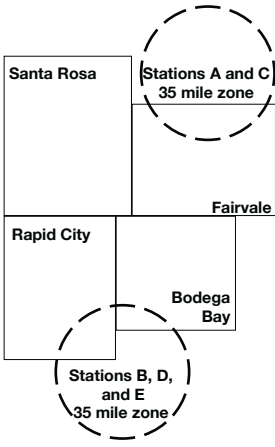 Santa Rosa
Stations A and C
35 mile zone
Fairvale
Rapid City
Bodega
Bay
Stations B, D,
and E
35 mile zone